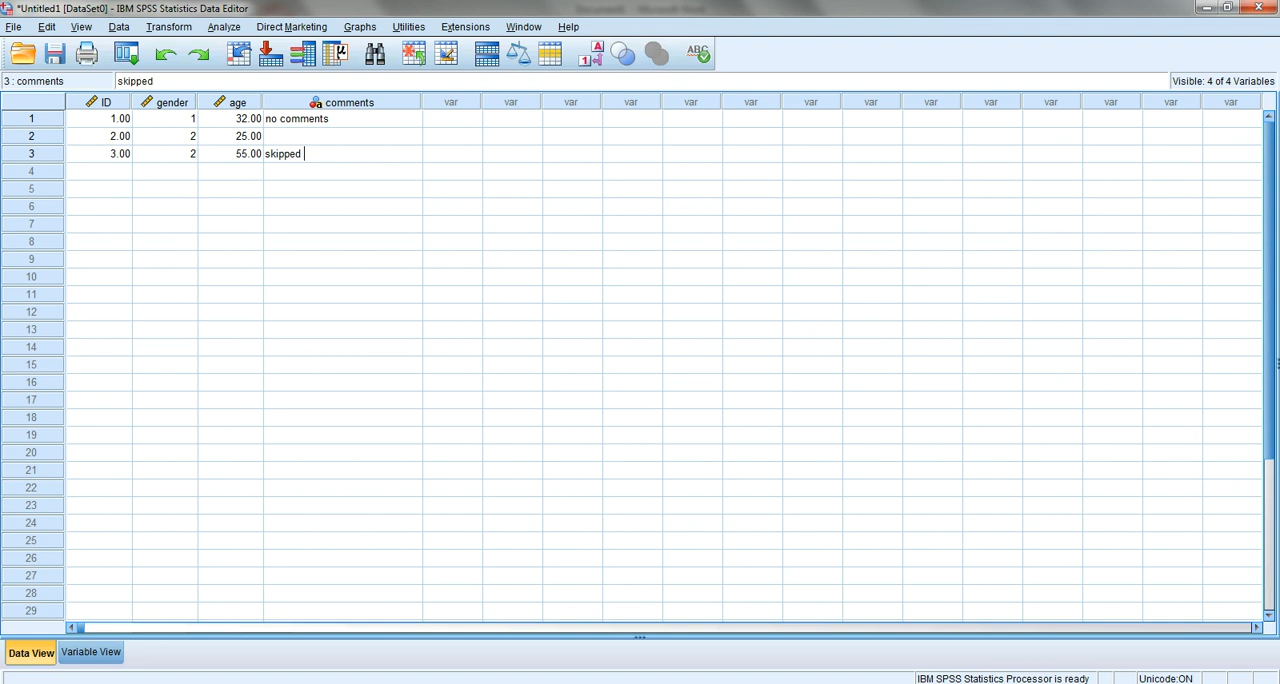 *Untitled1 [DataSet0] - IBM SPSS Statistics Data Editor
File Edit View Data Transform Analyze Direct Marketing Graphs Utilities Extensions Window Help
3 : comments skipped Visible: 4 of 4 Variables
ID gender age comments var var var var var var var var var var var var var var
1 1.00 1 32.00 no comments
2 2.00 2 25.00
3 3.00 2 55.00 skipped
4
5
6
7
8
9
10
11
12
13
14
15
16
17
18
19
20
21
22
23
24
25
26
27
28
29
Data View Variable View
IBM SPSS Statistics Processor is ready Unicode:ON